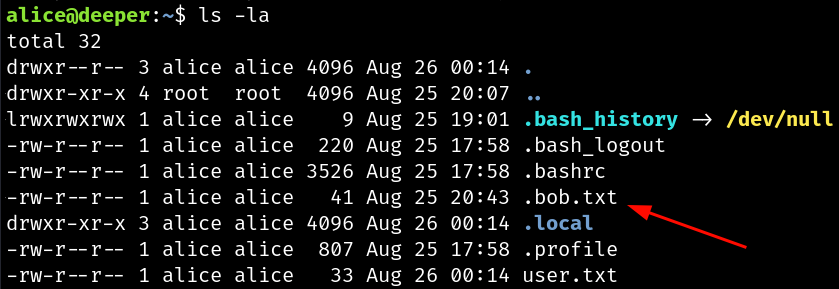 alice@deeper:~$ ls -la
total 32
drwxr--r-- 3 alice alice 4096 Aug 26 00:14 .
drwxr-xr-x 4 root  root  4096 Aug 25 20:07 ..
lrwxrwxrwx 1 alice alice    9 Aug 25 19:01 .bash_history -> /dev/null
-rw-r--r-- 1 alice alice  220 Aug 25 17:58 .bash_logout
-rw-r--r-- 1 alice alice 3526 Aug 25 17:58 .bashrc
-rw-r--r-- 1 alice alice   41 Aug 25 20:43 .bob.txt
drwxr-xr-x 3 alice alice 4096 Aug 26 00:14 .local
-rw-r--r-- 1 alice alice  807 Aug 25 17:58 .profile
-rw-r--r-- 1 alice alice   33 Aug 26 00:14 user.txt